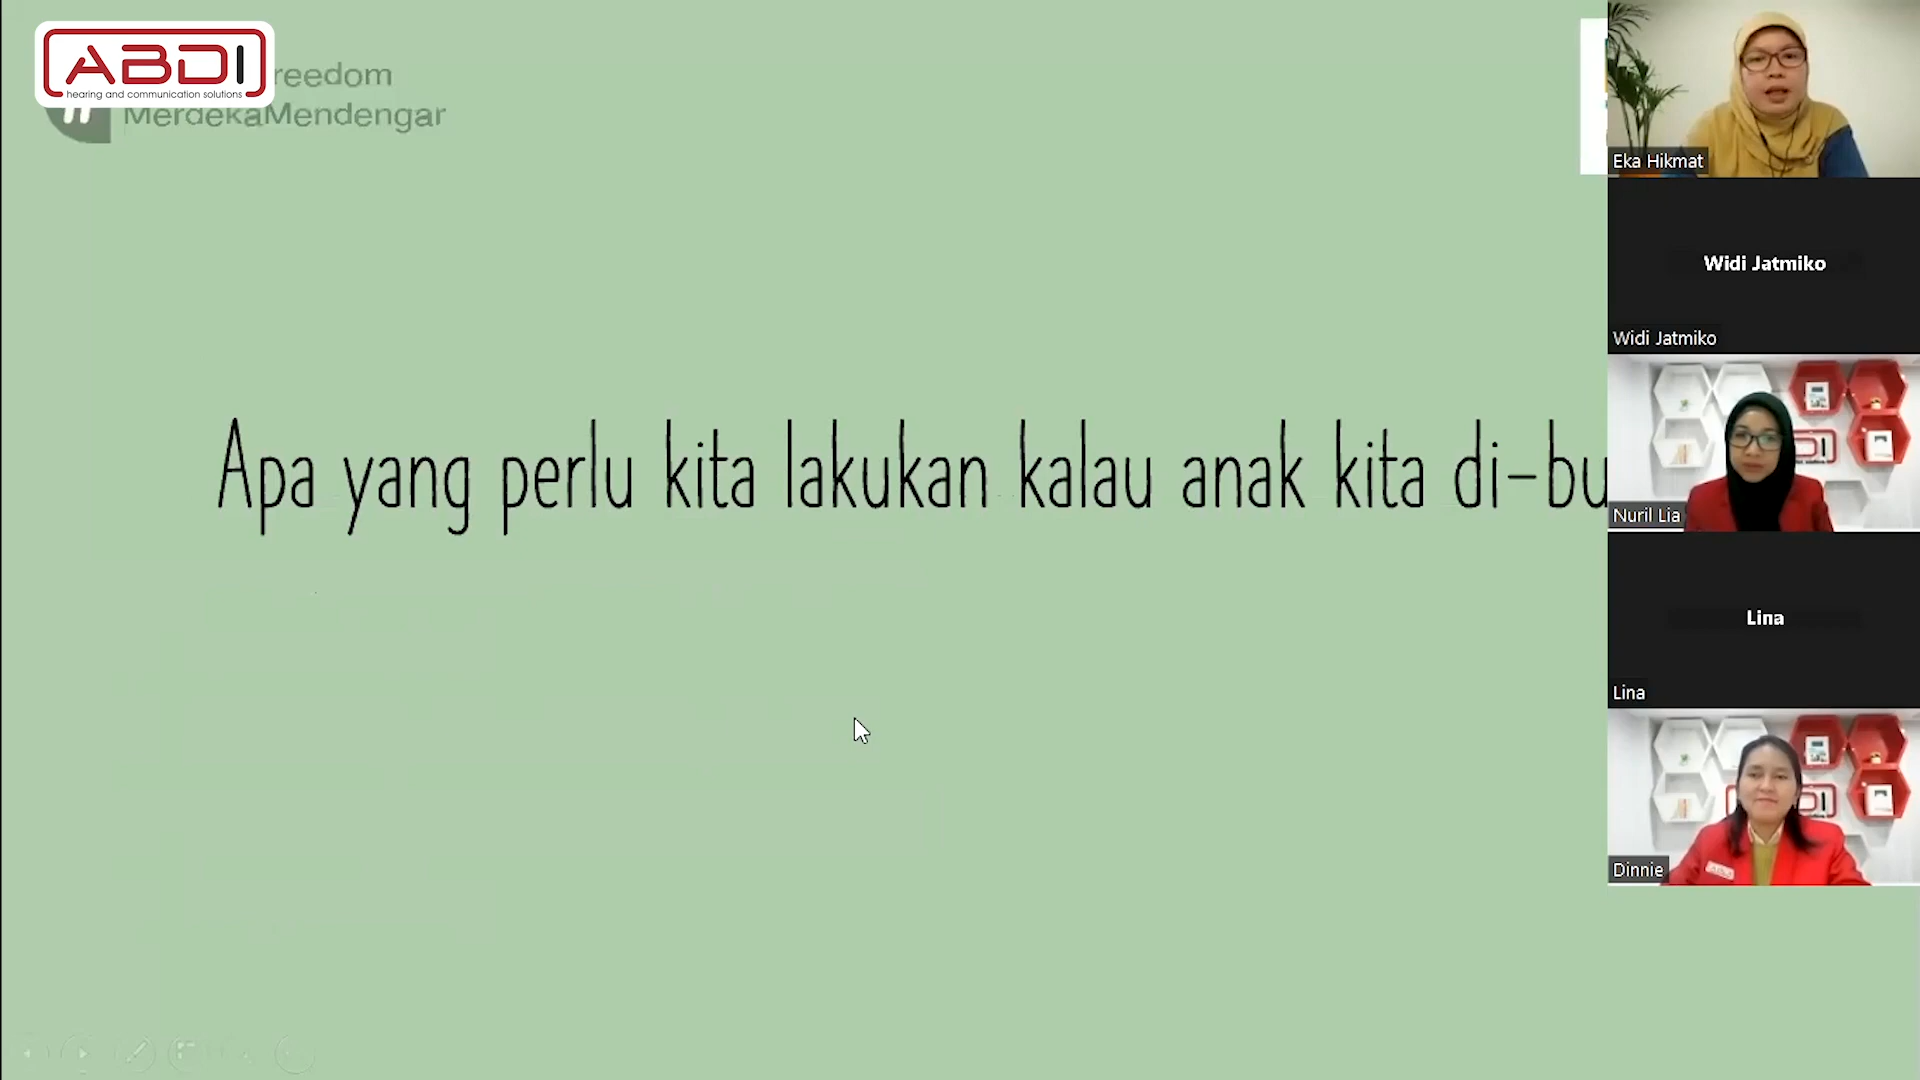 ABDI
hearing and communication solutions
reedom
MerdekaMendengar
Apa yang perlu kita lakukan kalau anak kita di-bu
Eka Hikmat
Widi Jatmiko
Widi Jatmiko
Nuril Lia
Lina
Lina
Dinnie